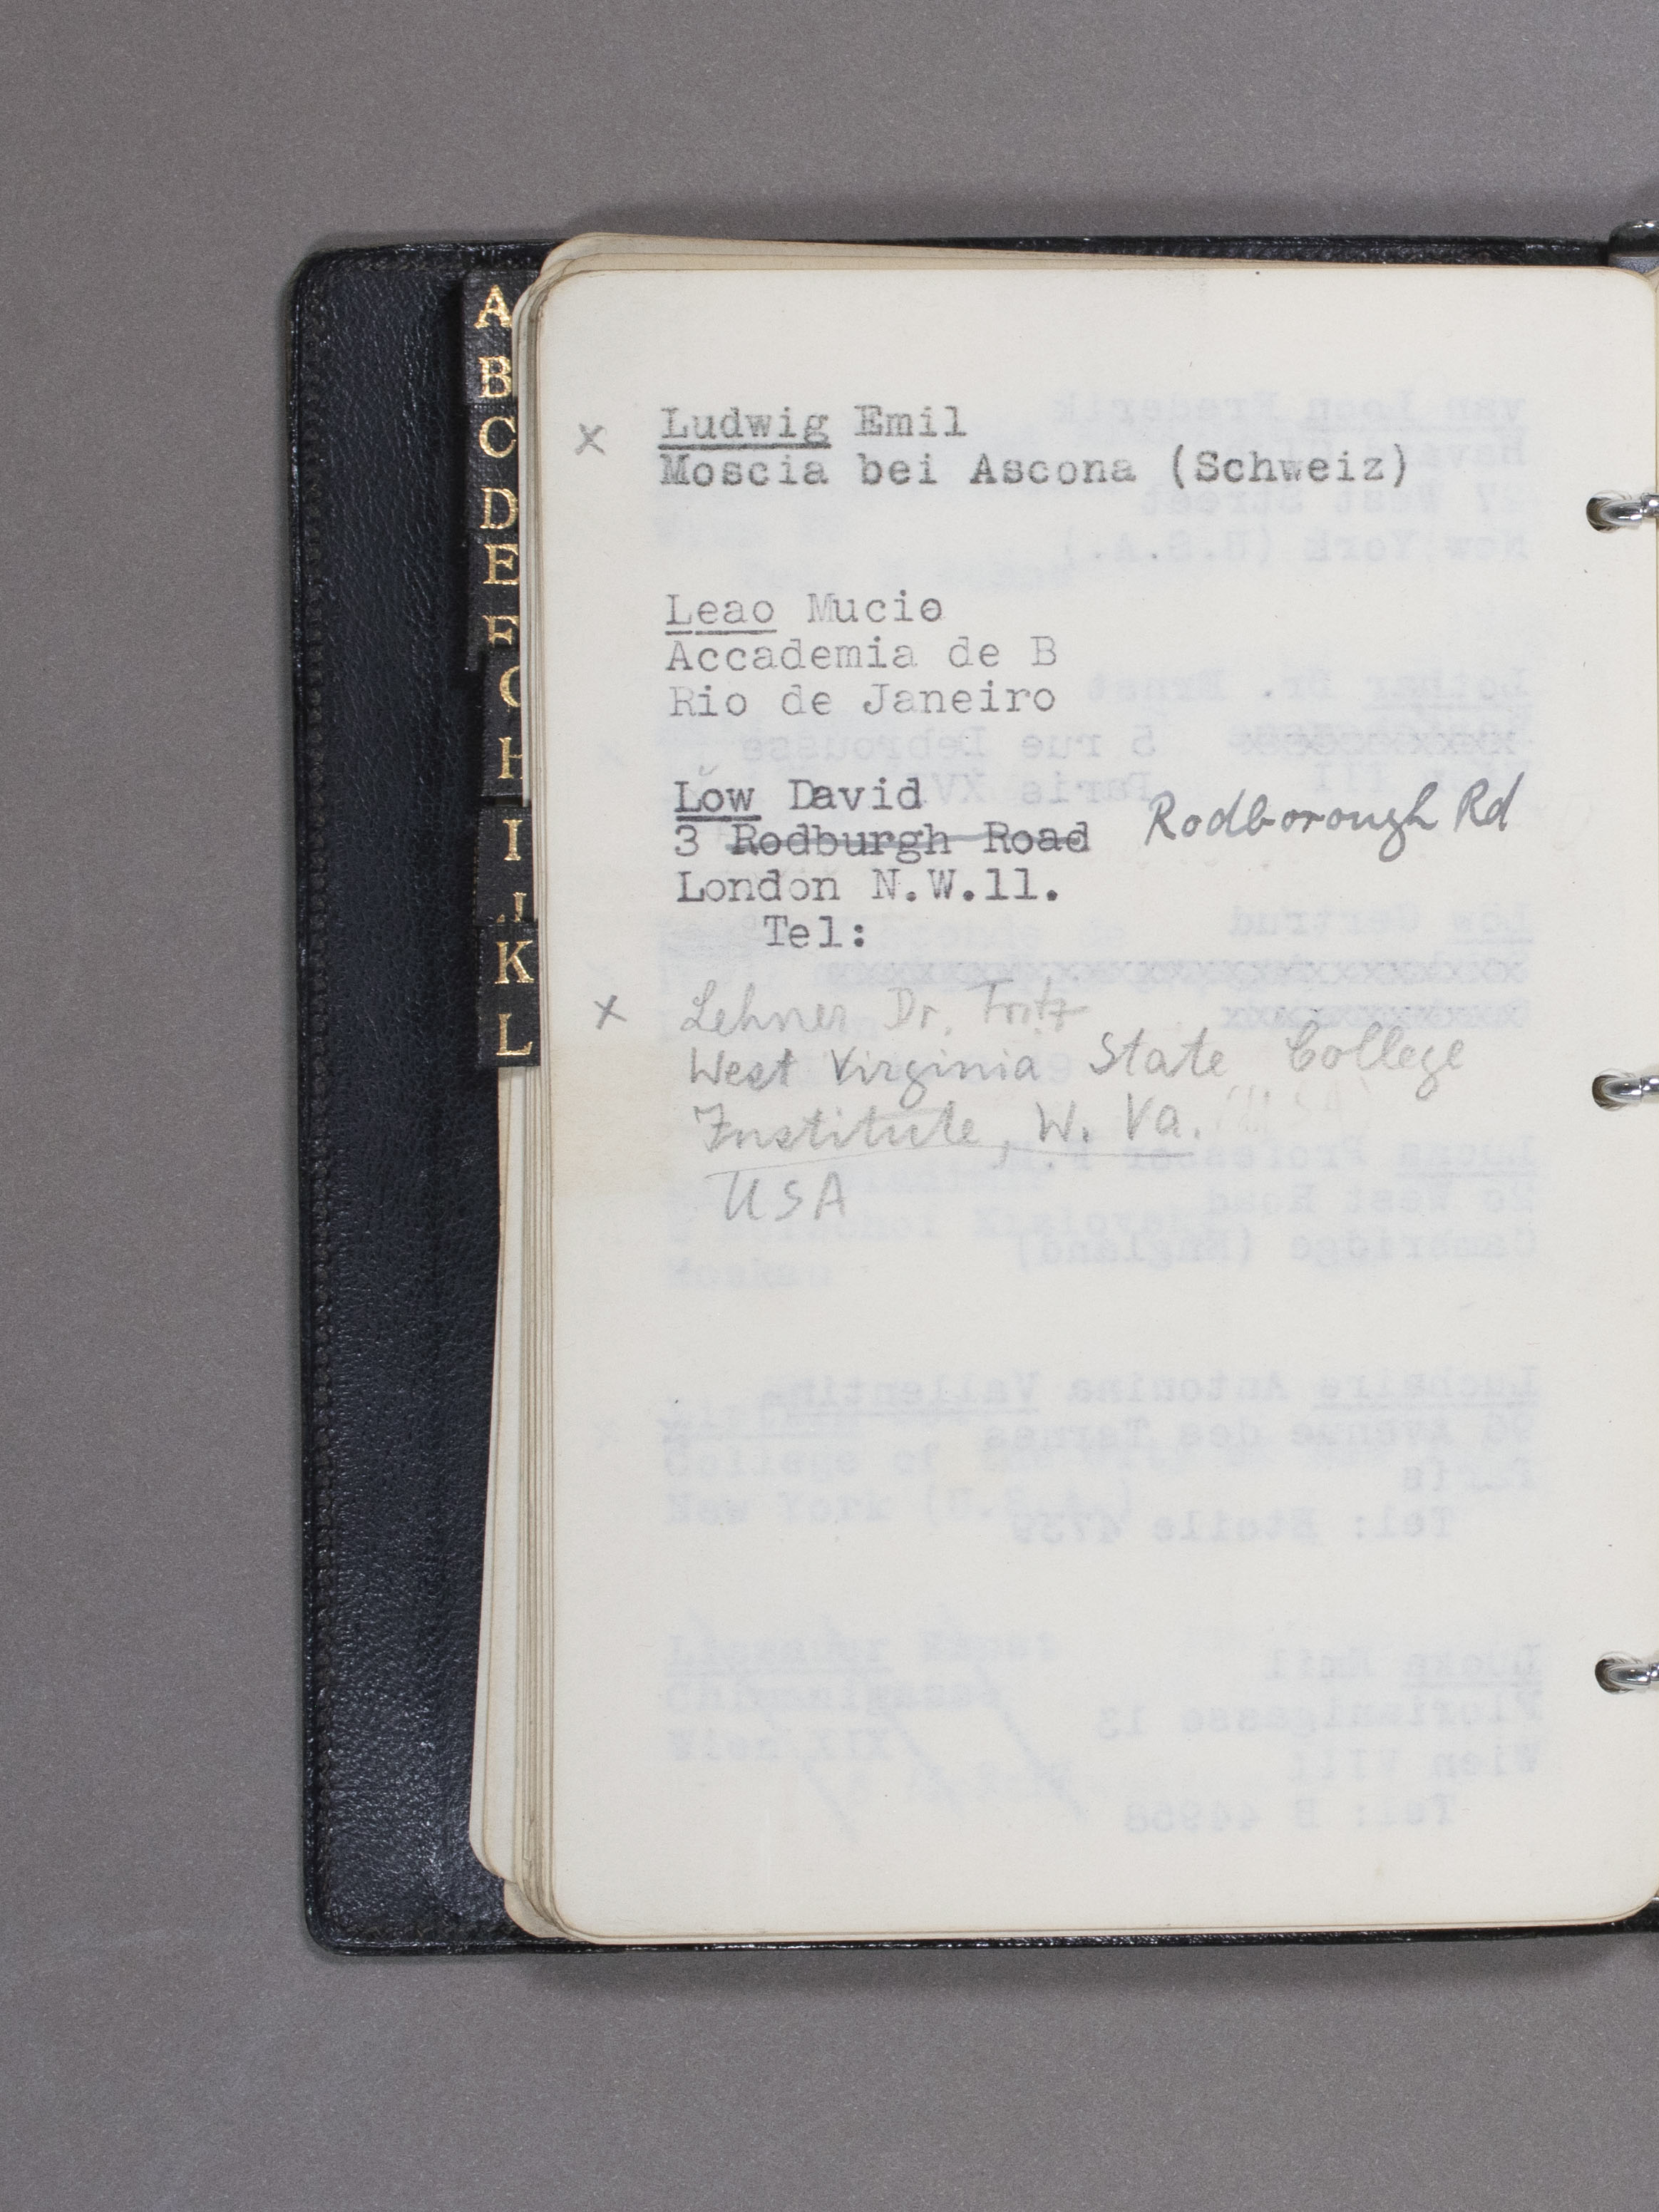 A
B
C
D
E
F
G
H
I
J
K
L
x Ludwig Emil
Moscia bei Ascona (Schweiz)
Leao Mucio
Accademia de B
Rio de Janeiro
Low David
3 Rodburgh Road Rodborough Rd
London N.W.11.
Tel:
x Lehner Dr. Fritz
West Virginia State College
Institute, W. Va.
USA